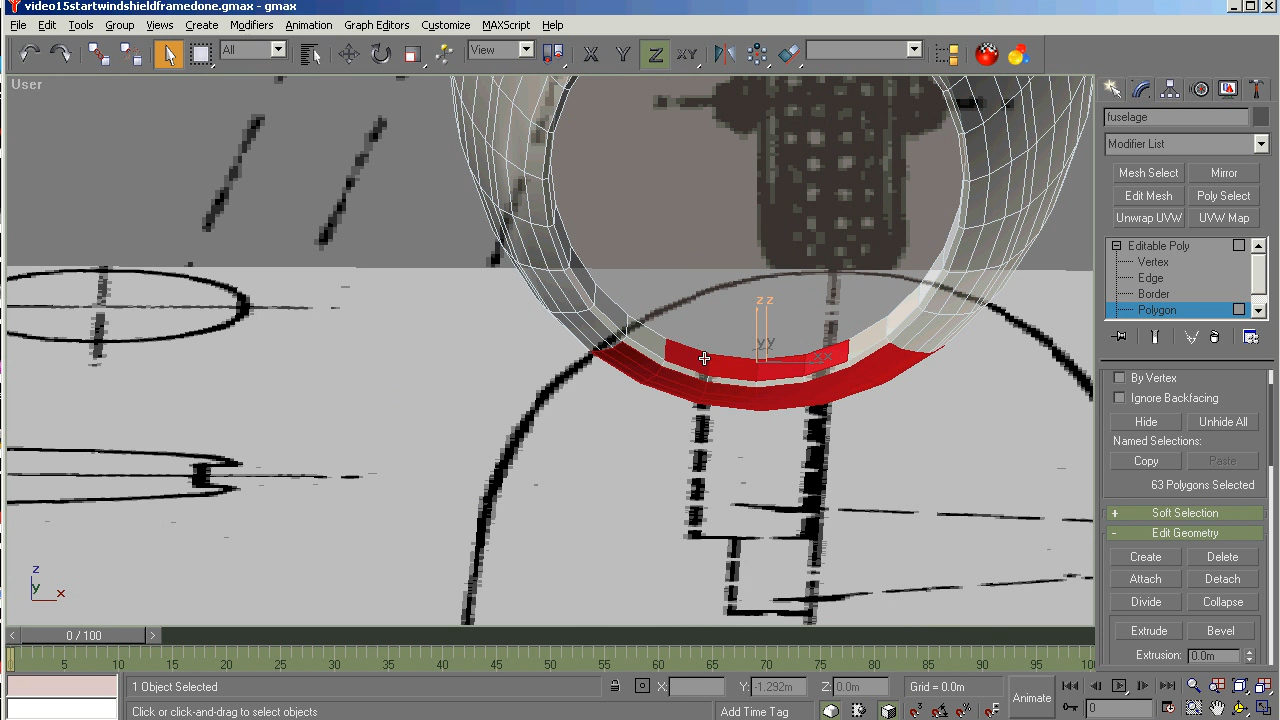 video15startwindshieldframedone.gmax - gmax
File Edit Tools Group Views Create Modifiers Animation Graph Editors Customize MAXScript Help
All View X Y Z XY
User
fuselage
Modifier List
Mesh Select Mirror
Edit Mesh Poly Select
Unwrap UVW UVW Map
Editable Poly
Vertex
Edge
Border
Polygon
By Vertex
Ignore Backfacing
Hide Unhide All
Named Selections:
Copy Paste
63 Polygons Selected
+ Soft Selection
- Edit Geometry
Create Delete
Attach Detach
Divide Collapse
Extrude Bevel
Extrusion: 0.0m
z z
y y
x x
z
y
x
< 0 / 100 >
5 10 15 20 25 30 35 40 45 50 55 60 65 70 75 80 85 90 95
1 Object Selected X: Y: -1.292m Z: 0.0m Grid = 0.0m
Animate
0
Click or click-and-drag to select objects Add Time Tag